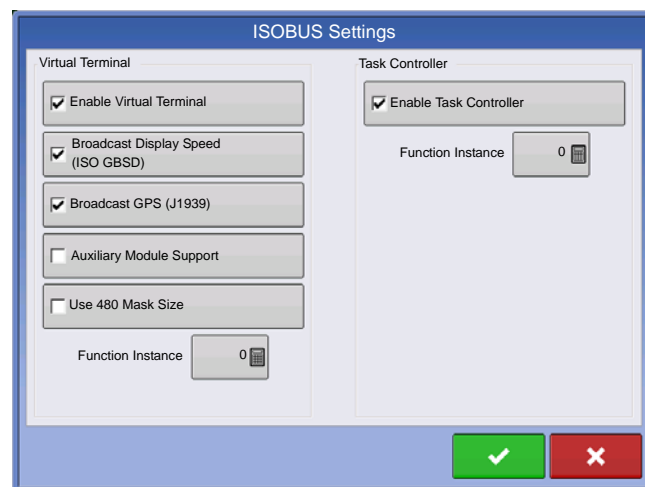 ISOBUS Settings
Virtual Terminal
Enable Virtual Terminal
Broadcast Display Speed
(ISO GBSD)
Broadcast GPS (J1939)
Auxiliary Module Support
Use 480 Mask Size
Function Instance 0
Task Controller
Enable Task Controller
Function Instance 0